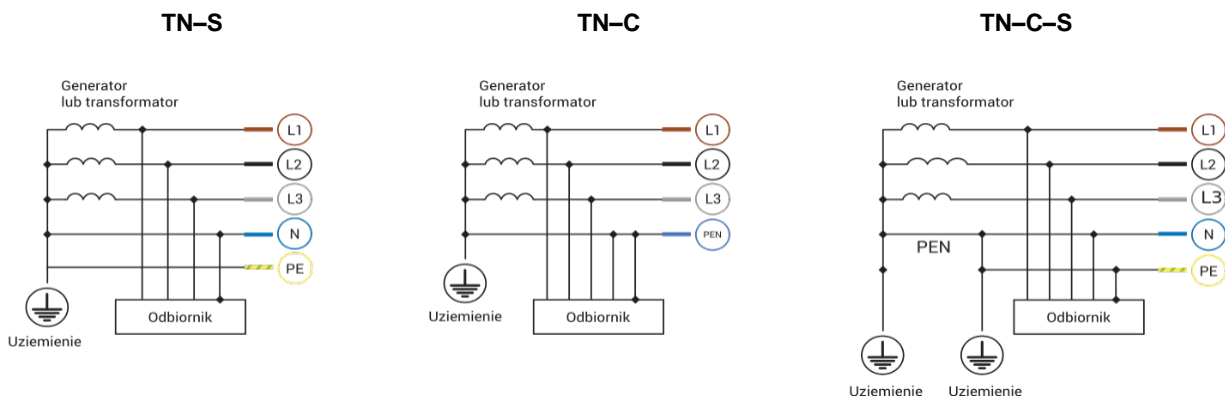 TN–S
Generator
lub transformator
L1
L2
L3
N
PE
Odbiornik
Uziemienie
TN–C
Generator
lub transformator
L1
L2
L3
PEN
Odbiornik
Uziemienie
TN–C–S
Generator
lub transformator
L1
L2
L3
N
PEN
PE
Odbiornik
Uziemienie
Uziemienie